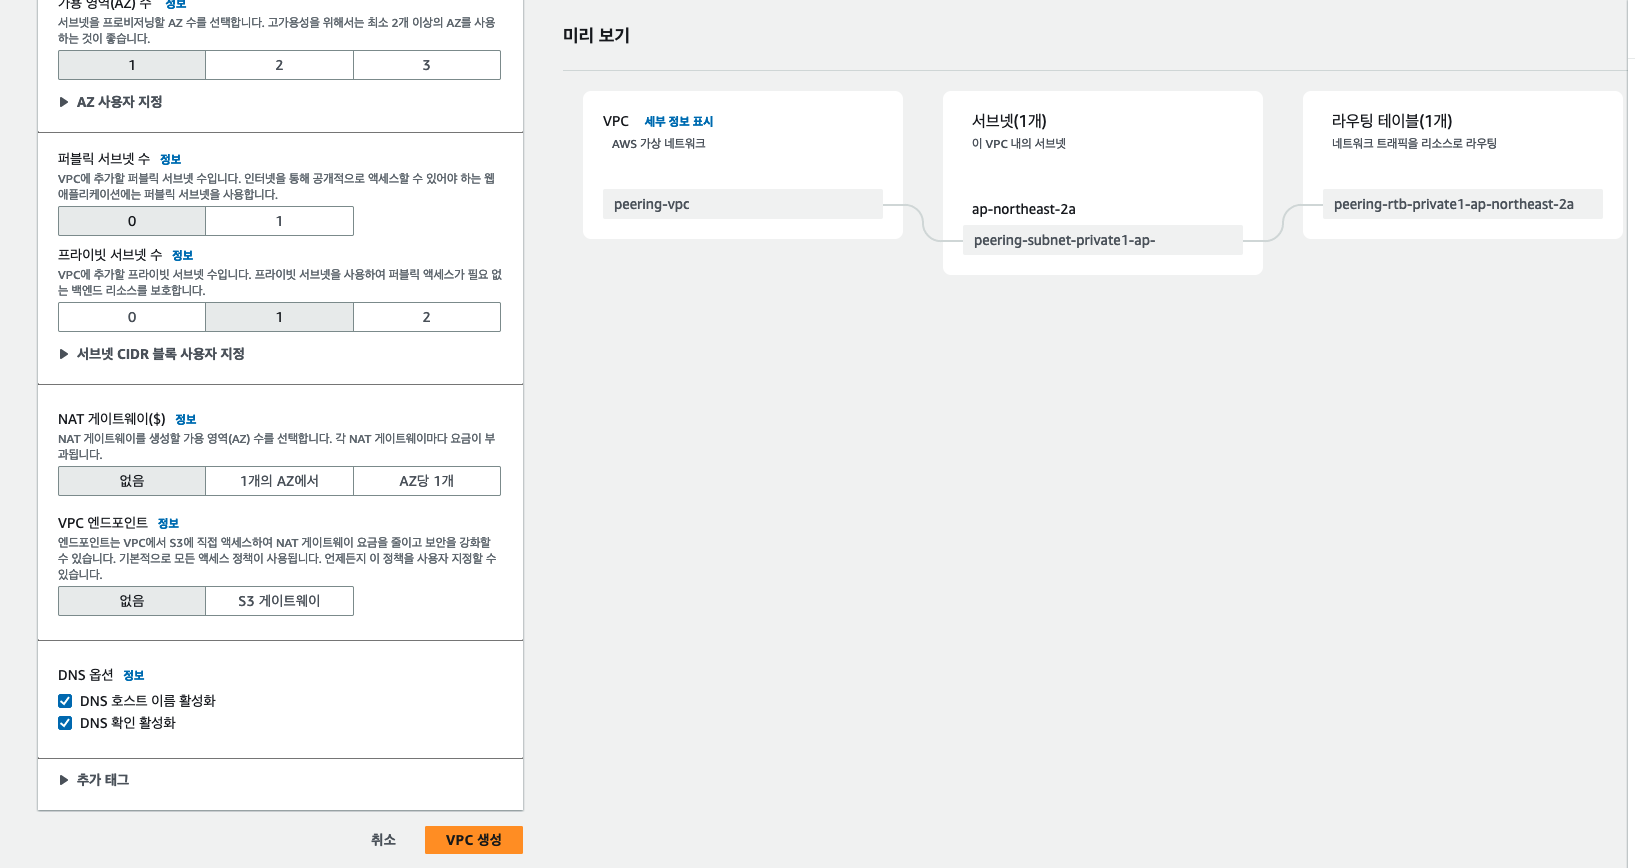 가용 영역(AZ) 수 정보
서브넷을 프로비저닝할 AZ 수를 선택합니다. 고가용성을 위해서는 최소 2개 이상의 AZ를 사용
하는 것이 좋습니다.
1 2 3
▶ AZ 사용자 지정
퍼블릭 서브넷 수 정보
VPC에 추가할 퍼블릭 서브넷 수입니다. 인터넷을 통해 공개적으로 액세스할 수 있어야 하는 웹
애플리케이션에는 퍼블릭 서브넷을 사용합니다.
0 1
프라이빗 서브넷 수 정보
VPC에 추가할 프라이빗 서브넷 수입니다. 프라이빗 서브넷을 사용하여 퍼블릭 액세스가 필요 없
는 백엔드 리소스를 보호합니다.
0 1 2
▶ 서브넷 CIDR 블록 사용자 지정
NAT 게이트웨이($) 정보
NAT 게이트웨이를 생성할 가용 영역(AZ) 수를 선택합니다. 각 NAT 게이트웨이마다 요금이 부
과됩니다.
없음 1개의 AZ에서 AZ당 1개
VPC 엔드포인트 정보
엔드포인트는 VPC에서 S3에 직접 액세스하여 NAT 게이트웨이 요금을 줄이고 보안을 강화할
수 있습니다. 기본적으로 모든 액세스 정책이 사용됩니다. 언제든지 이 정책을 사용자 지정할 수
있습니다.
없음 S3 게이트웨이
DNS 옵션 정보
DNS 호스트 이름 활성화
DNS 확인 활성화
▶ 추가 태그
취소 VPC 생성
미리 보기
VPC 세부 정보 표시
AWS 가상 네트워크
peering-vpc
서브넷(1개)
이 VPC 내의 서브넷
ap-northeast-2a
peering-subnet-private1-ap-
라우팅 테이블(1개)
네트워크 트래픽을 리소스로 라우팅
peering-rtb-private1-ap-northeast-2a